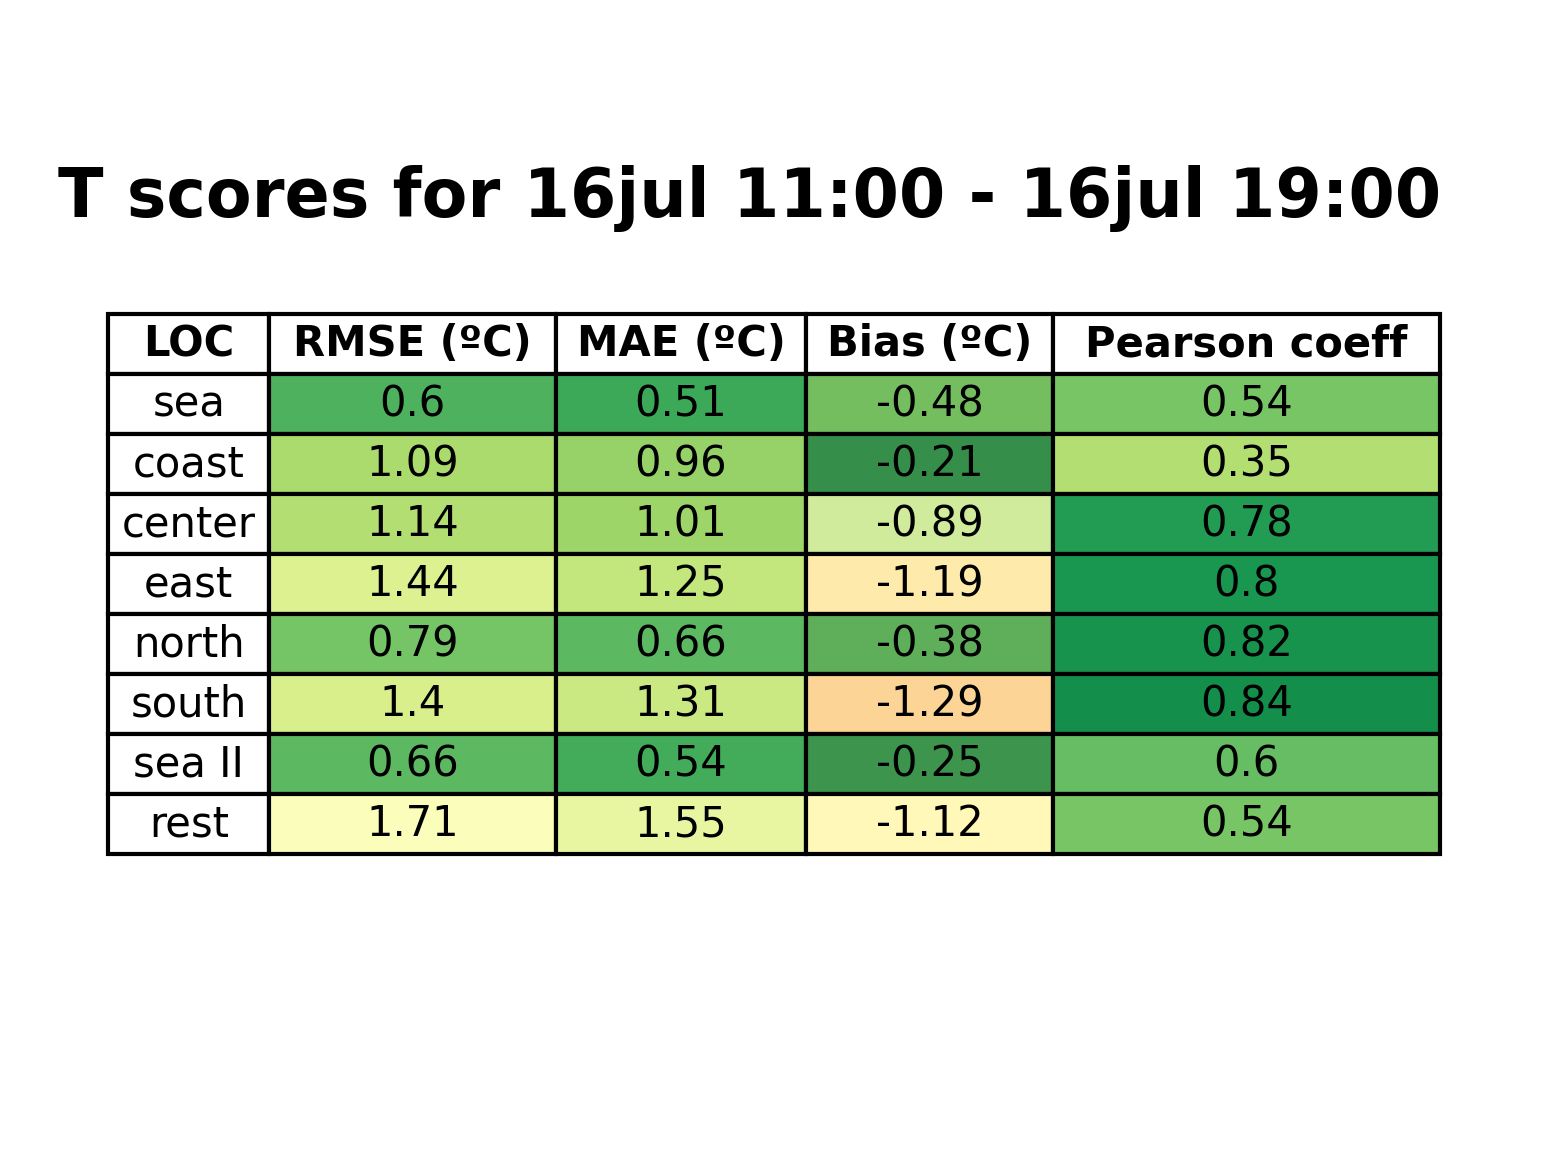 T scores for 16jul 11:00 - 16jul 19:00
LOC RMSE (ºC) MAE (ºC) Bias (ºC) Pearson coeff
sea 0.6 0.51 -0.48 0.54
coast 1.09 0.96 -0.21 0.35
center 1.14 1.01 -0.89 0.78
east 1.44 1.25 -1.19 0.8
north 0.79 0.66 -0.38 0.82
south 1.4 1.31 -1.29 0.84
sea II 0.66 0.54 -0.25 0.6
rest 1.71 1.55 -1.12 0.54